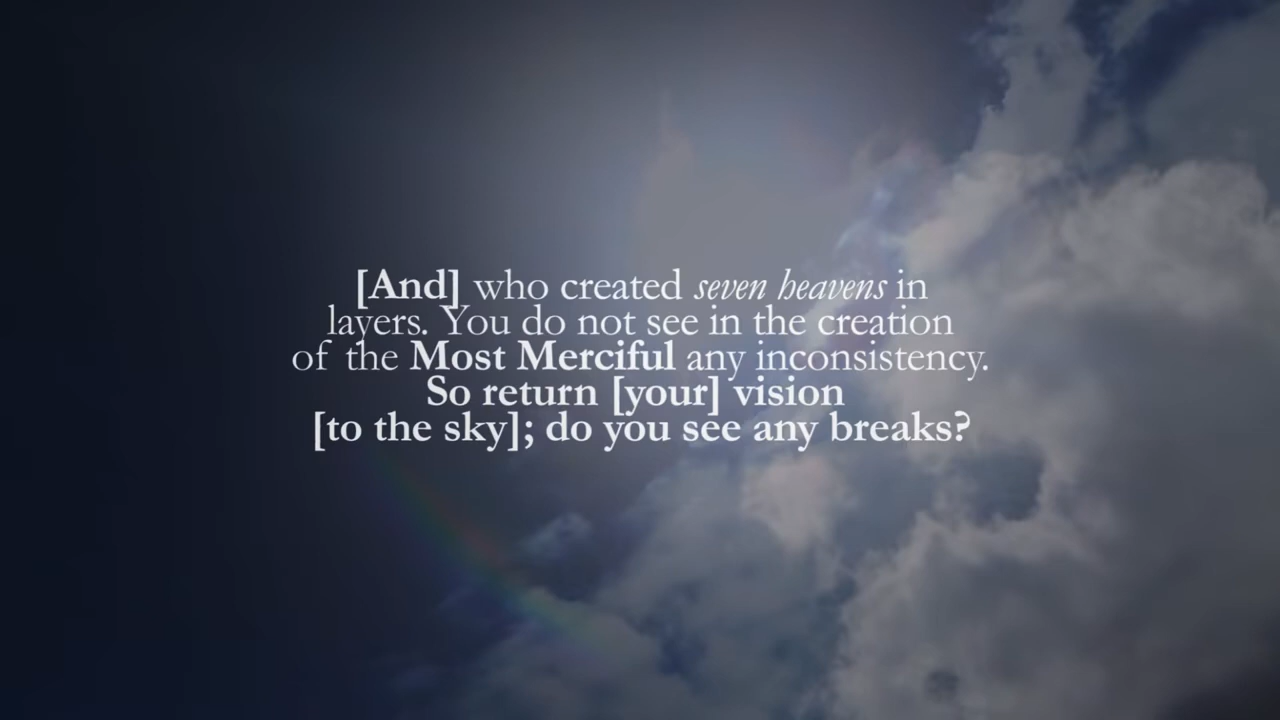 [And] who created seven heavens in
layers. You do not see in the creation
of the Most Merciful any inconsistency.
So return [your] vision
[to the sky]; do you see any breaks?